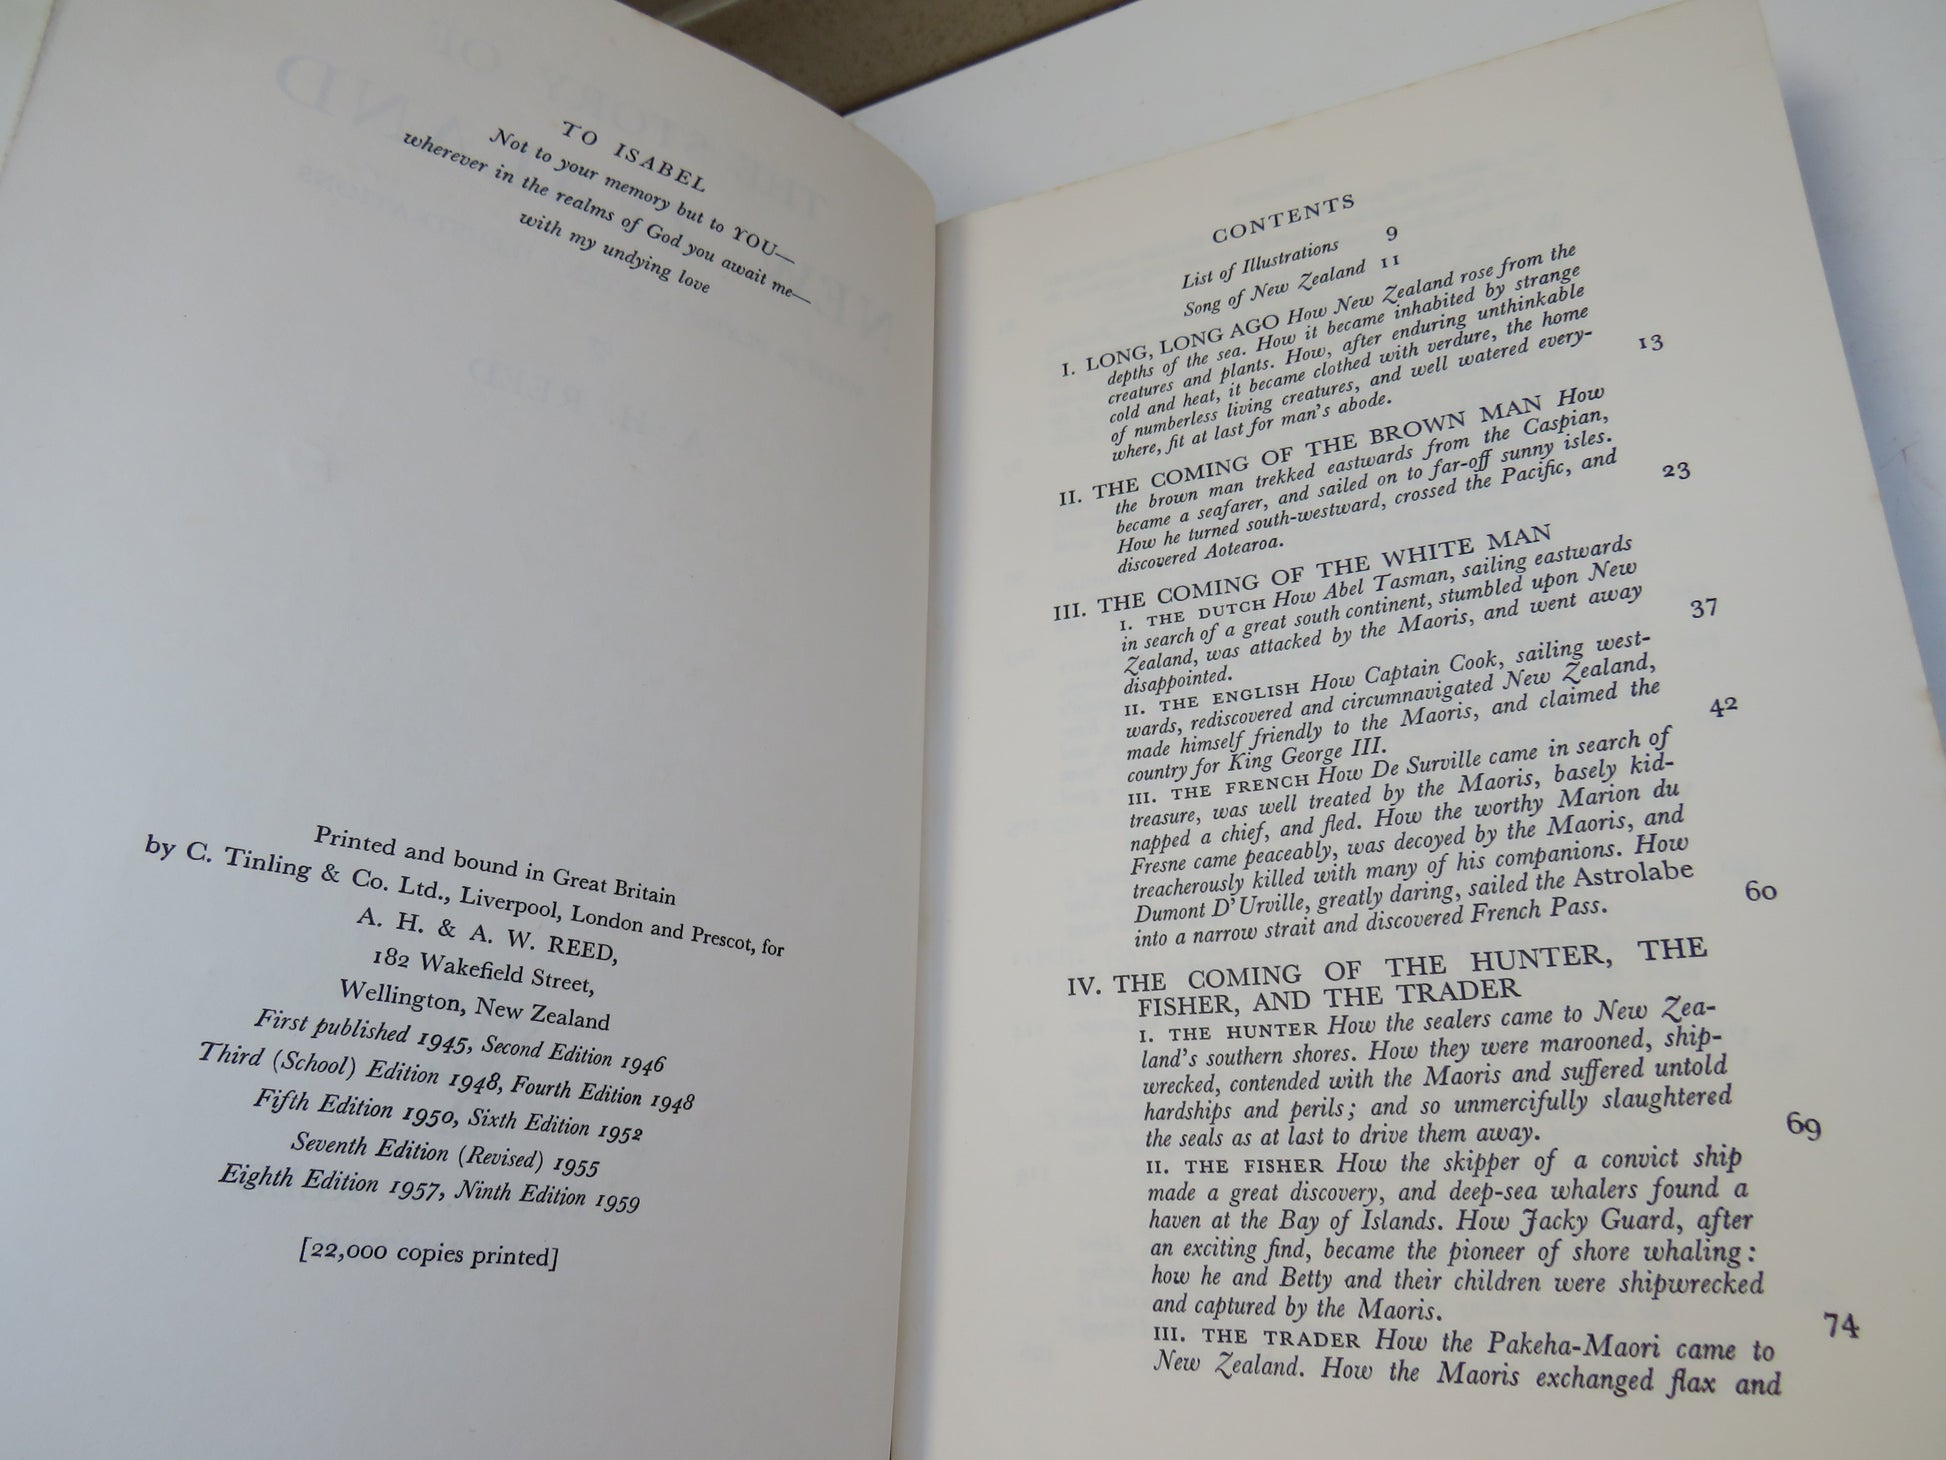 TO ISABEL
Not to your memory but to YOU—
wherever in the realms of God you await me—
with my undying love
Printed and bound in Great Britain
by C. Tinling & Co. Ltd., Liverpool, London and Prescot, for
A. H. & A. W. REED,
182 Wakefield Street,
Wellington, New Zealand
First published 1945, Second Edition 1946
Third (School) Edition 1948, Fourth Edition 1948
Fifth Edition 1950, Sixth Edition 1952
Seventh Edition (Revised) 1955
Eighth Edition 1957, Ninth Edition 1959
[22,000 copies printed]
CONTENTS
List of Illustrations 9
Song of New Zealand 11
I. LONG, LONG AGO How New Zealand rose from the
depths of the sea. How it became inhabited by strange
creatures and plants. How, after enduring unthinkable
cold and heat, it became clothed with verdure, the home
of numberless living creatures, and well watered every-
where, fit at last for man's abode. 13
II. THE COMING OF THE BROWN MAN How
the brown man trekked eastwards from the Caspian,
became a seafarer, and sailed on to far-off sunny isles.
How he turned south-westward, crossed the Pacific, and
discovered Aotearoa. 23
III. THE COMING OF THE WHITE MAN
I. THE DUTCH How Abel Tasman, sailing eastwards
in search of a great south continent, stumbled upon New
Zealand, was attacked by the Maoris, and went away
disappointed. 37
II. THE ENGLISH How Captain Cook, sailing west-
wards, rediscovered and circumnavigated New Zealand,
made himself friendly to the Maoris, and claimed the
country for King George III. 42
III. THE FRENCH How De Surville came in search of
treasure, was well treated by the Maoris, basely kid-
napped a chief, and fled. How the worthy Marion du
Fresne came peaceably, was decoyed by the Maoris, and
treacherously killed with many of his companions. How
Dumont D'Urville, greatly daring, sailed the Astrolabe
into a narrow strait and discovered French Pass. 60
IV. THE COMING OF THE HUNTER, THE
FISHER, AND THE TRADER
I. THE HUNTER How the sealers came to New Zea-
land's southern shores. How they were marooned, ship-
wrecked, contended with the Maoris and suffered untold
hardships and perils; and so unmercifully slaughtered
the seals as at last to drive them away. 69
II. THE FISHER How the skipper of a convict ship
made a great discovery, and deep-sea whalers found a
haven at the Bay of Islands. How Jacky Guard, after
an exciting find, became the pioneer of shore whaling:
how he and Betty and their children were shipwrecked
and captured by the Maoris. 74
III. THE TRADER How the Pakeha-Maori came to
New Zealand. How the Maoris exchanged flax and